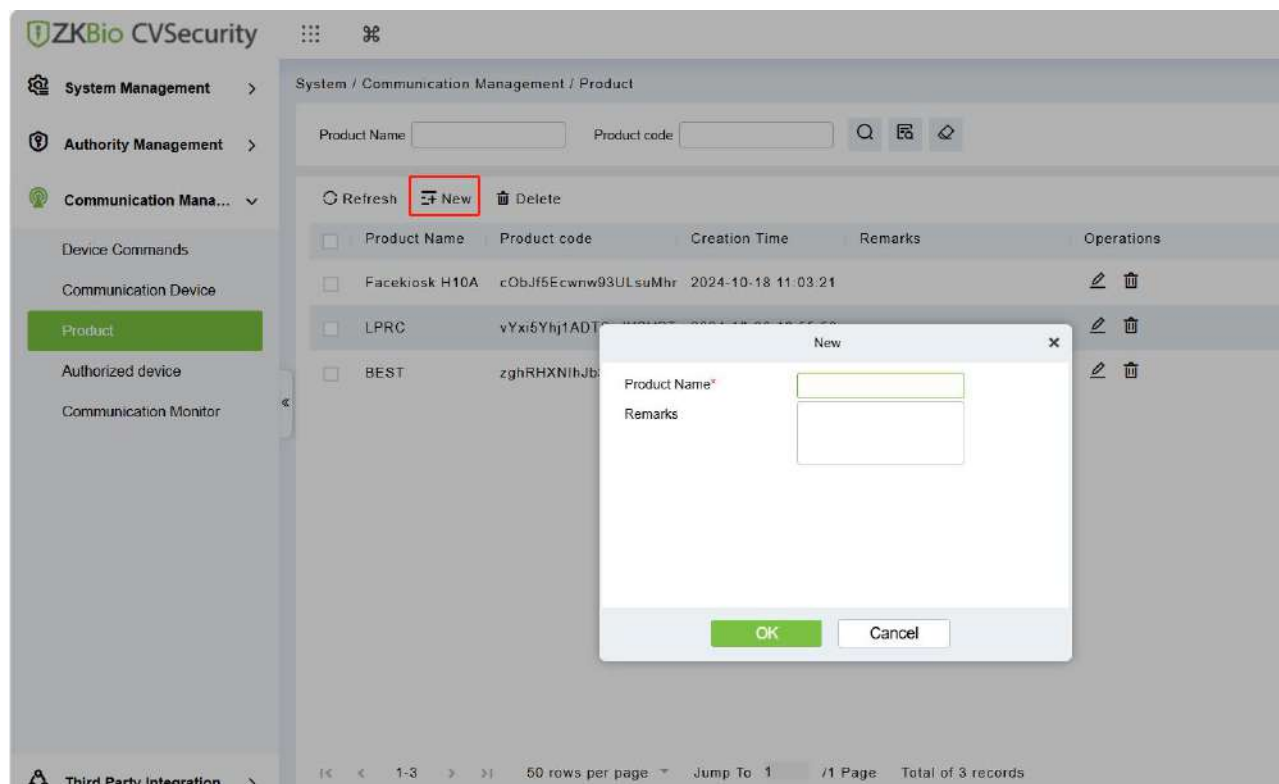 ZKBio CVSecurity
System Management
Authority Management
Communication Mana...
Device Commands
Communication Device
Product
Authorized device
Communication Monitor
Third Party Integration
System / Communication Management / Product
Product Name
Product code
Refresh New Delete
Product Name Product code Creation Time Remarks Operations
Facekiosk H10A cObJf5Ecwnw93ULsuMhr 2024-10-18 11:03:21
LPRC
BEST
New
Product Name*
Remarks
OK Cancel
1-3 50 rows per page Jump To 1 /1 Page Total of 3 records